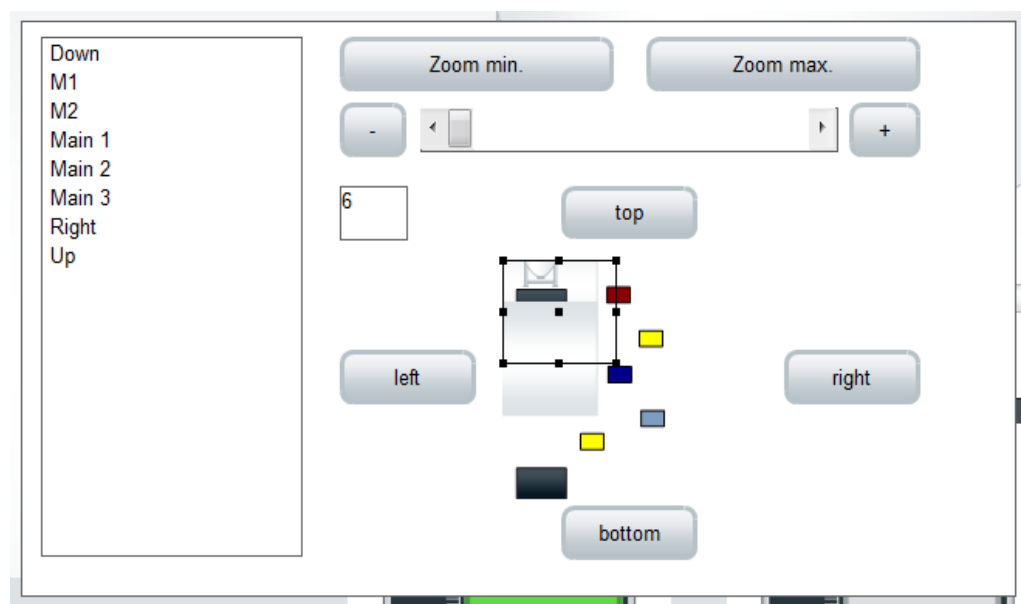 Down
M1
M2
Main 1
Main 2
Main 3
Right
Up
Zoom min.
Zoom max.
-
+
6
top
left
right
bottom